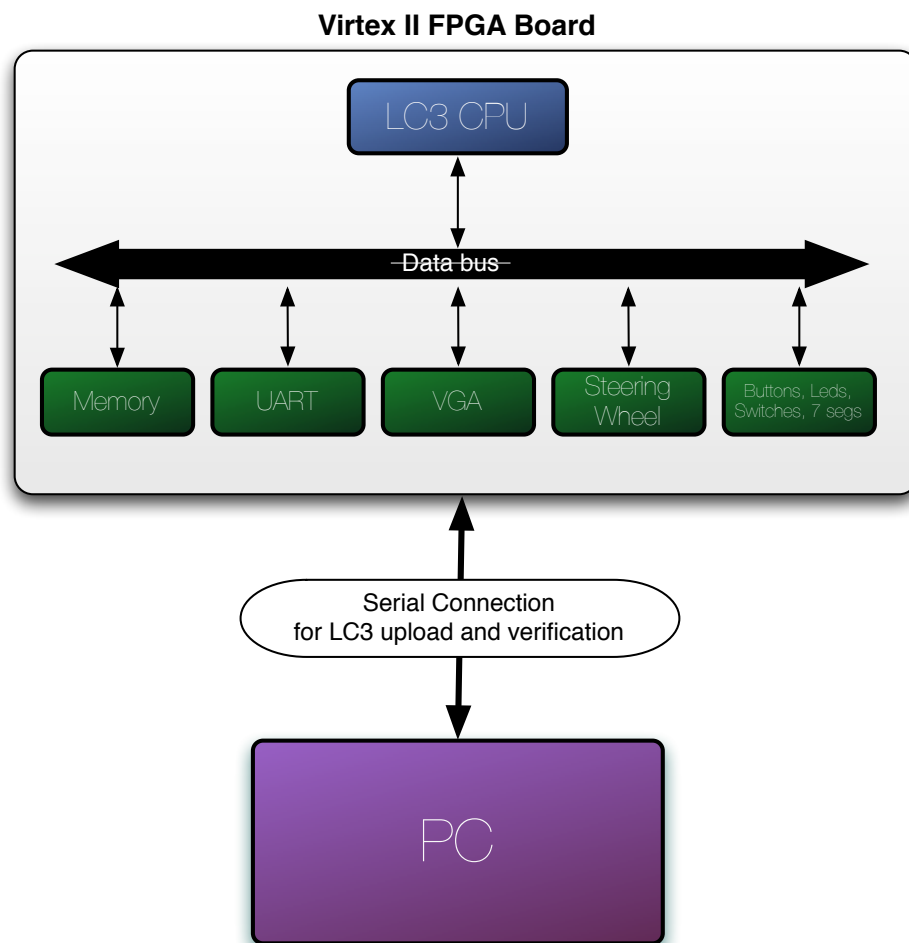 Virtex II FPGA Board
LC3 CPU
Data bus
Memory
UART
VGA
Steering
Wheel
Buttons, Leds,
Switches, 7 segs
Serial Connection
for LC3 upload and verification
PC